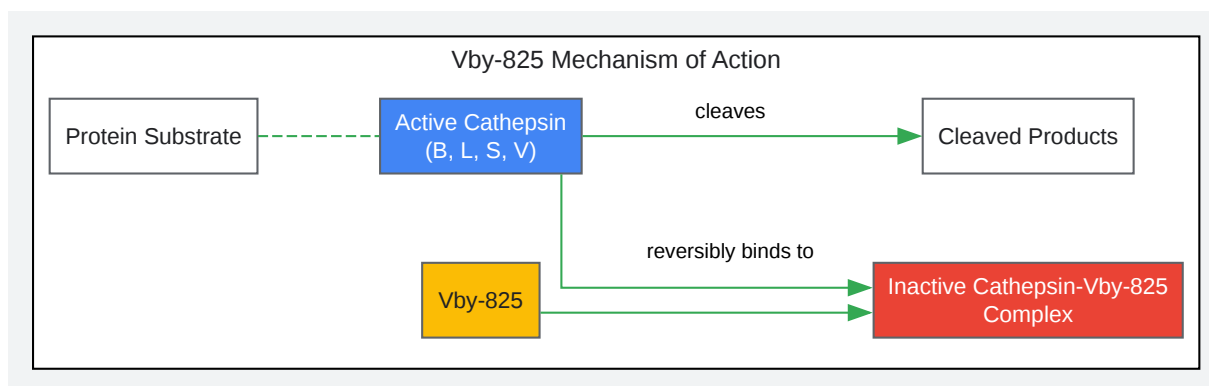 Vby-825 Mechanism of Action
Protein Substrate
Active Cathepsin
(B, L, S, V)
cleaves
Cleaved Products
reversibly binds to
Vby-825
Inactive Cathepsin-Vby-825
Complex